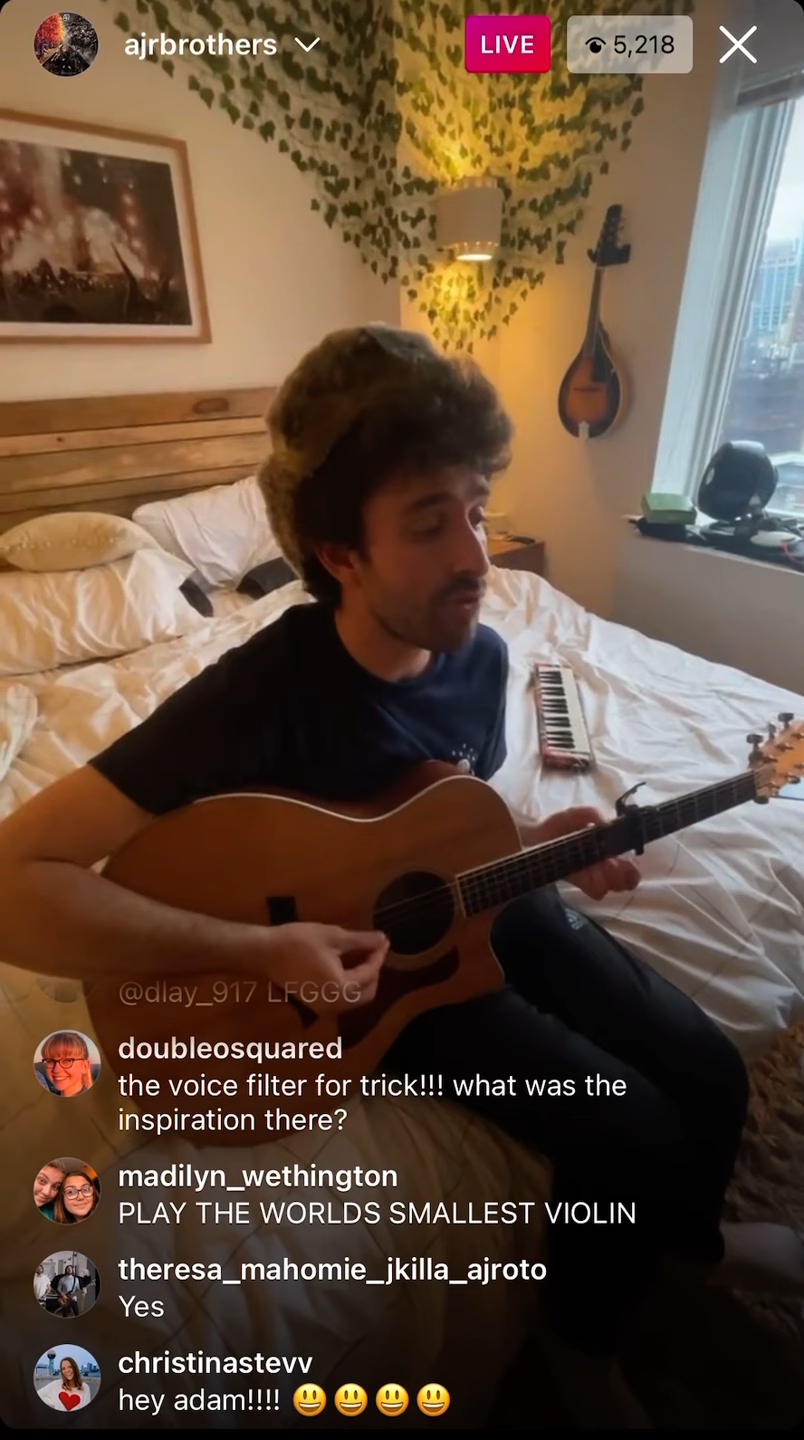 ajrbrothers
LIVE
5,218
@dlay_917 LFGGG
doubleosquared
the voice filter for trick!!! what was the
inspiration there?
madilyn_wethington
PLAY THE WORLDS SMALLEST VIOLIN
theresa_mahomie_jkilla_ajroto
Yes
christinastevv
hey adam!!!! 😃😃😃😃